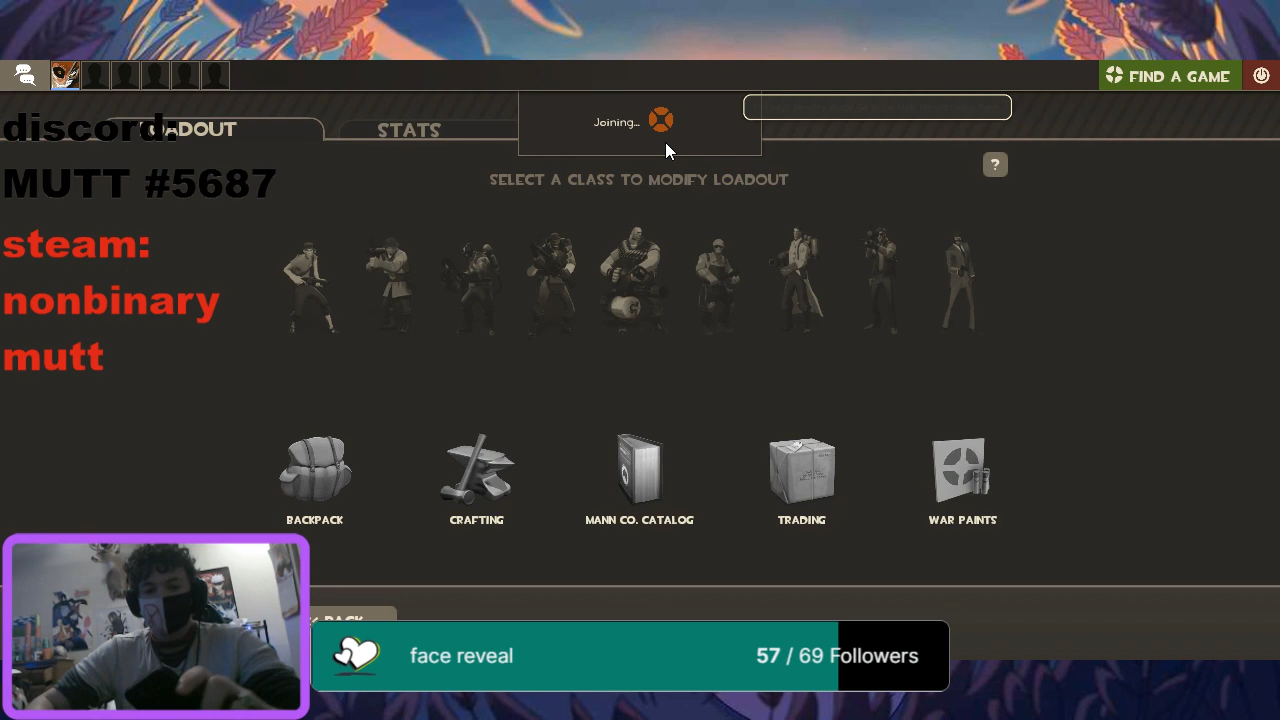 FIND A GAME
discord:
LOADOUT
STATS
Joining...
SELECT A CLASS TO MODIFY LOADOUT
?
MUTT #5687
steam:
nonbinary
mutt
BACKPACK
CRAFTING
MANN CO. CATALOG
TRADING
WAR PAINTS
BACK
face reveal
57 / 69 Followers